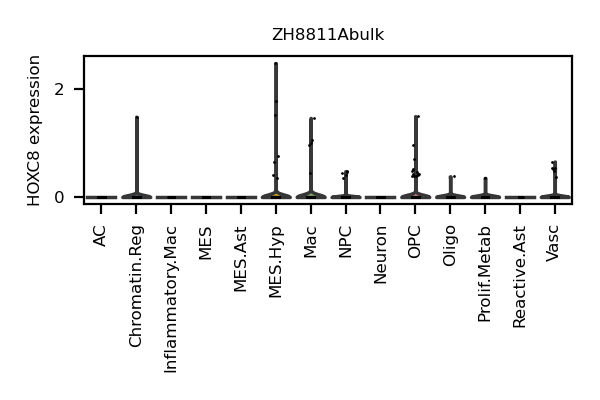 ZH8811Abulk
HOXC8 expression
2
0
AC
Chromatin.Reg
Inflammatory.Mac
MES
MES.Ast
MES.Hyp
Mac
NPC
Neuron
OPC
Oligo
Prolif.Metab
Reactive.Ast
Vasc